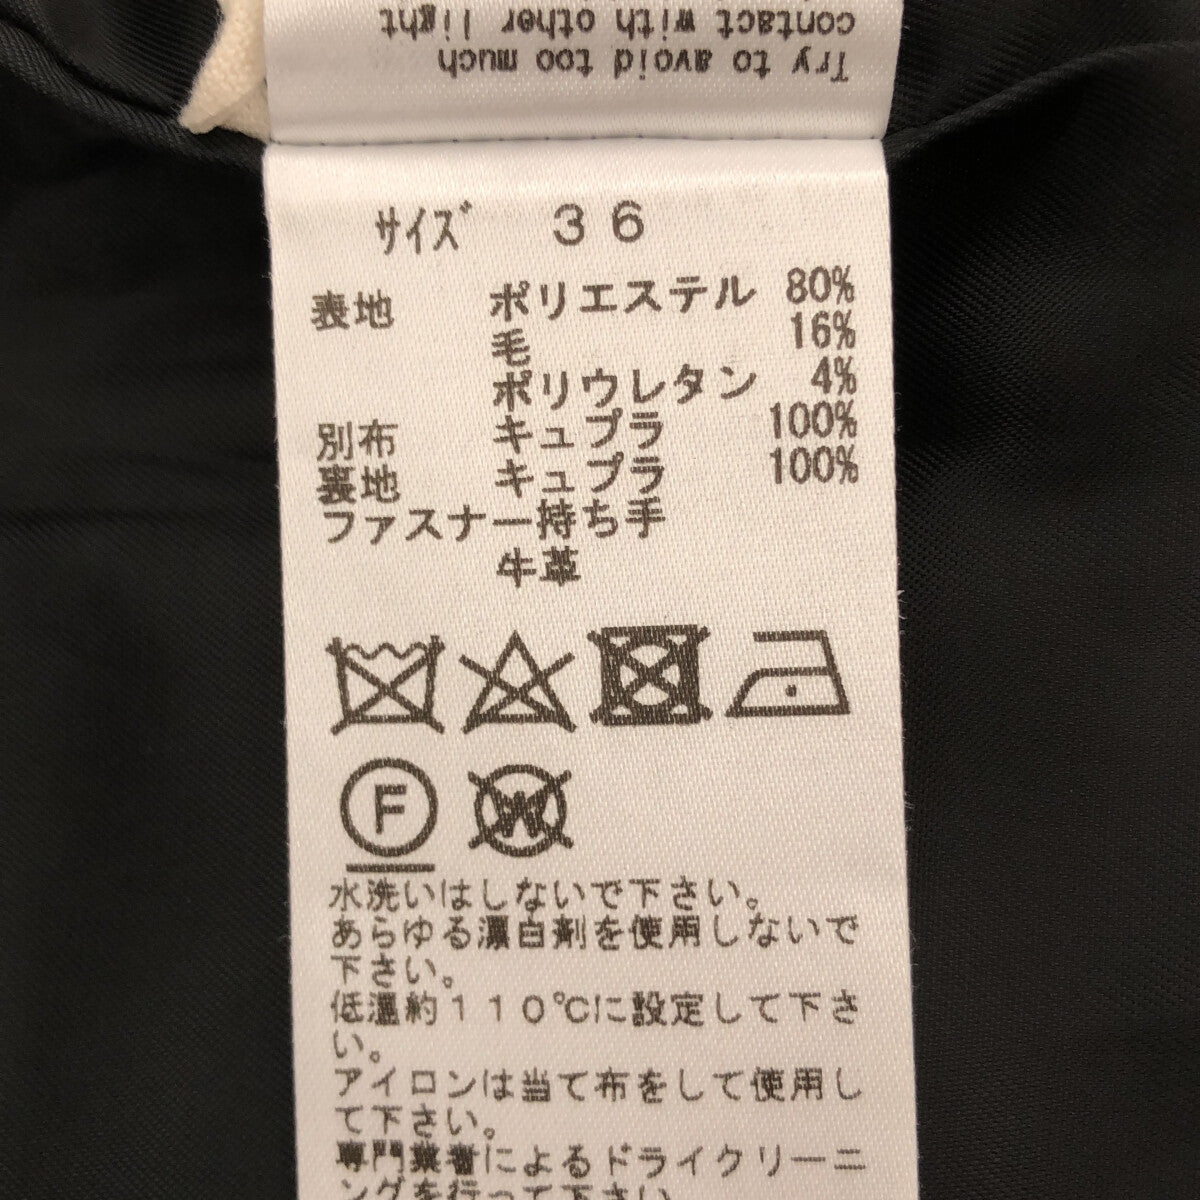 Try to avoid too much
contact with other light
サイズ 36
表地 ポリエステル 80%
毛 16%
ポリウレタン 4%
別布 キュプラ 100%
裏地 キュプラ 100%
ファスナー持ち手
牛革
F
W
水洗いはしないで下さい。
あらゆる漂白剤を使用しないで
下さい。
低温約110℃に設定して下さ
い。
アイロンは当て布をして使用し
て下さい。
専門業者によるドライクリーニ
ングを行って下さい